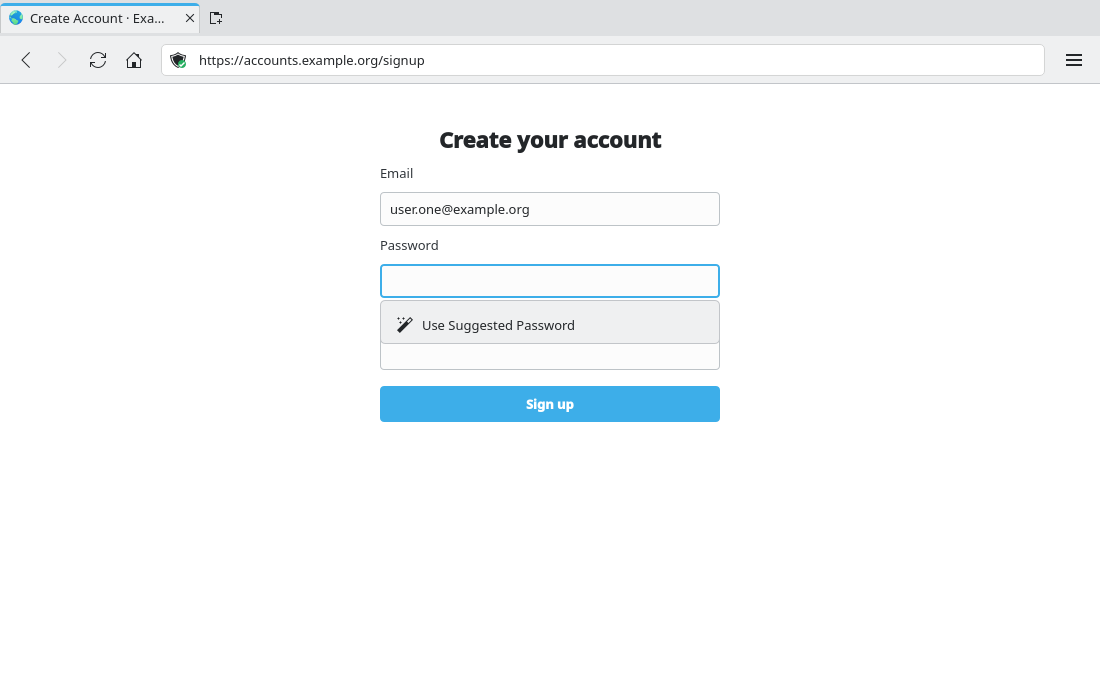 Create Account · Exa...
https://accounts.example.org/signup
Create your account
Email
user.one@example.org
Password
Use Suggested Password
Sign up